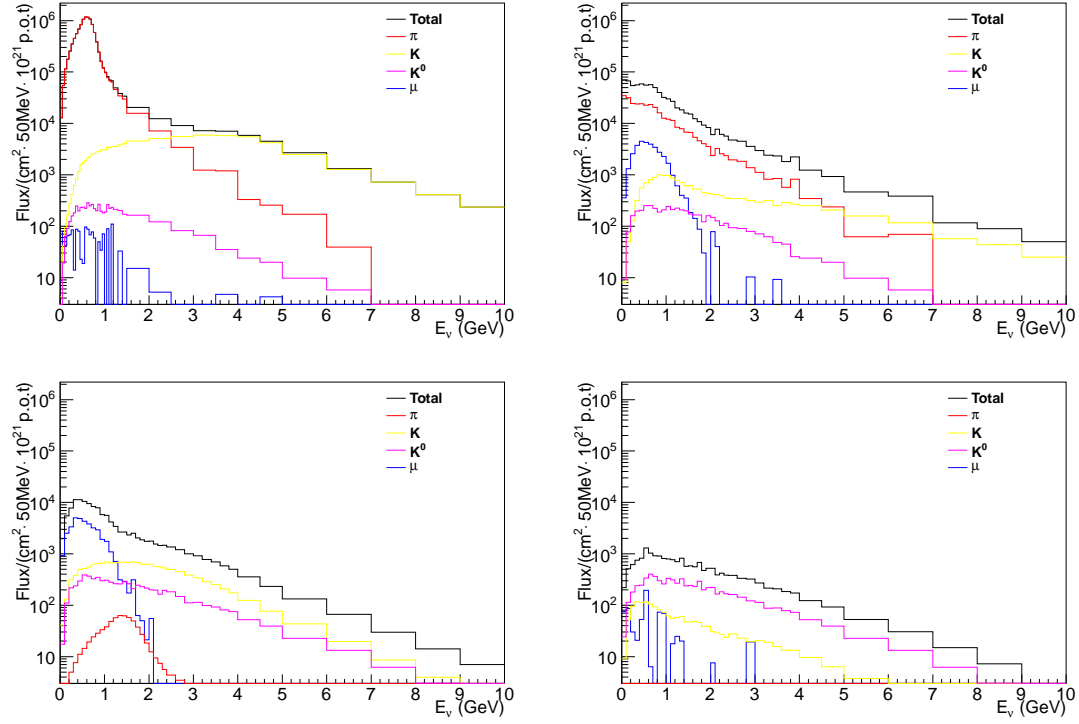 Flux/(cm²· 50MeV· 10²¹ p.o.t)
10⁶
10⁵
10⁴
10³
10²
10
Total
π
K
K⁰
μ
0 1 2 3 4 5 6 7 8 9 10
E_ν (GeV)
Flux/(cm²· 50MeV· 10²¹ p.o.t)
10⁶
10⁵
10⁴
10³
10²
10
Total
π
K
K⁰
μ
0 1 2 3 4 5 6 7 8 9 10
E_ν (GeV)
Flux/(cm²· 50MeV· 10²¹ p.o.t)
10⁶
10⁵
10⁴
10³
10²
10
Total
π
K
K⁰
μ
0 1 2 3 4 5 6 7 8 9 10
E_ν (GeV)
Flux/(cm²· 50MeV· 10²¹ p.o.t)
10⁶
10⁵
10⁴
10³
10²
10
Total
π
K
K⁰
μ
0 1 2 3 4 5 6 7 8 9 10
E_ν (GeV)